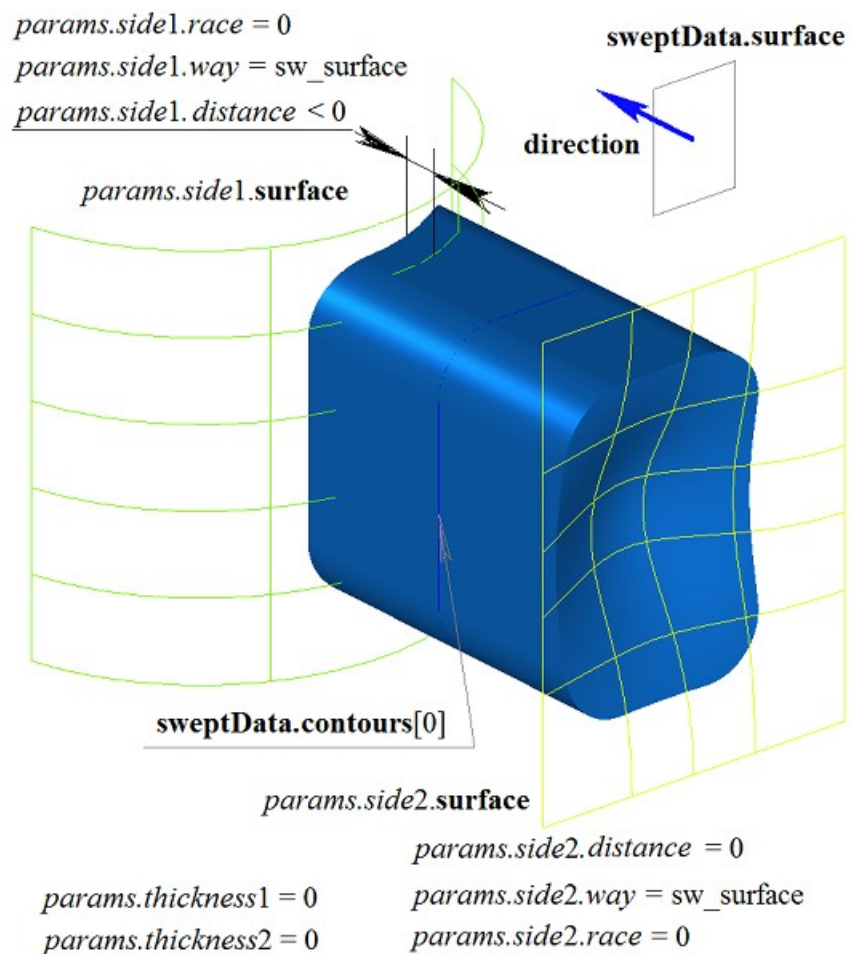 params.side1.race = 0
params.side1.way = sw_surface
params.side1.distance < 0
sweptData.surface
direction
params.side1.surface
sweptData.contours[0]
params.side2.surface
params.side2.distance = 0
params.thickness1 = 0
params.side2.way = sw_surface
params.thickness2 = 0
params.side2.race = 0